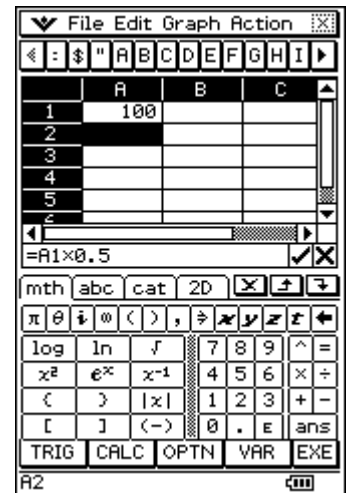 File Edit Graph Action
: $ " A B C D E F G H I
A B C
1 100
2
3
4
5
=A1×0.5
mth abc cat 2D
π θ i ∞ ( ) , ⇒ x y z t ←
log ln √ 7 8 9 ^ =
x² eˣ x⁻¹ 4 5 6 × ÷
( ) |x| 1 2 3 + -
[ ] (-) 0 . E ans
TRIG CALC OPTN VAR EXE
A2